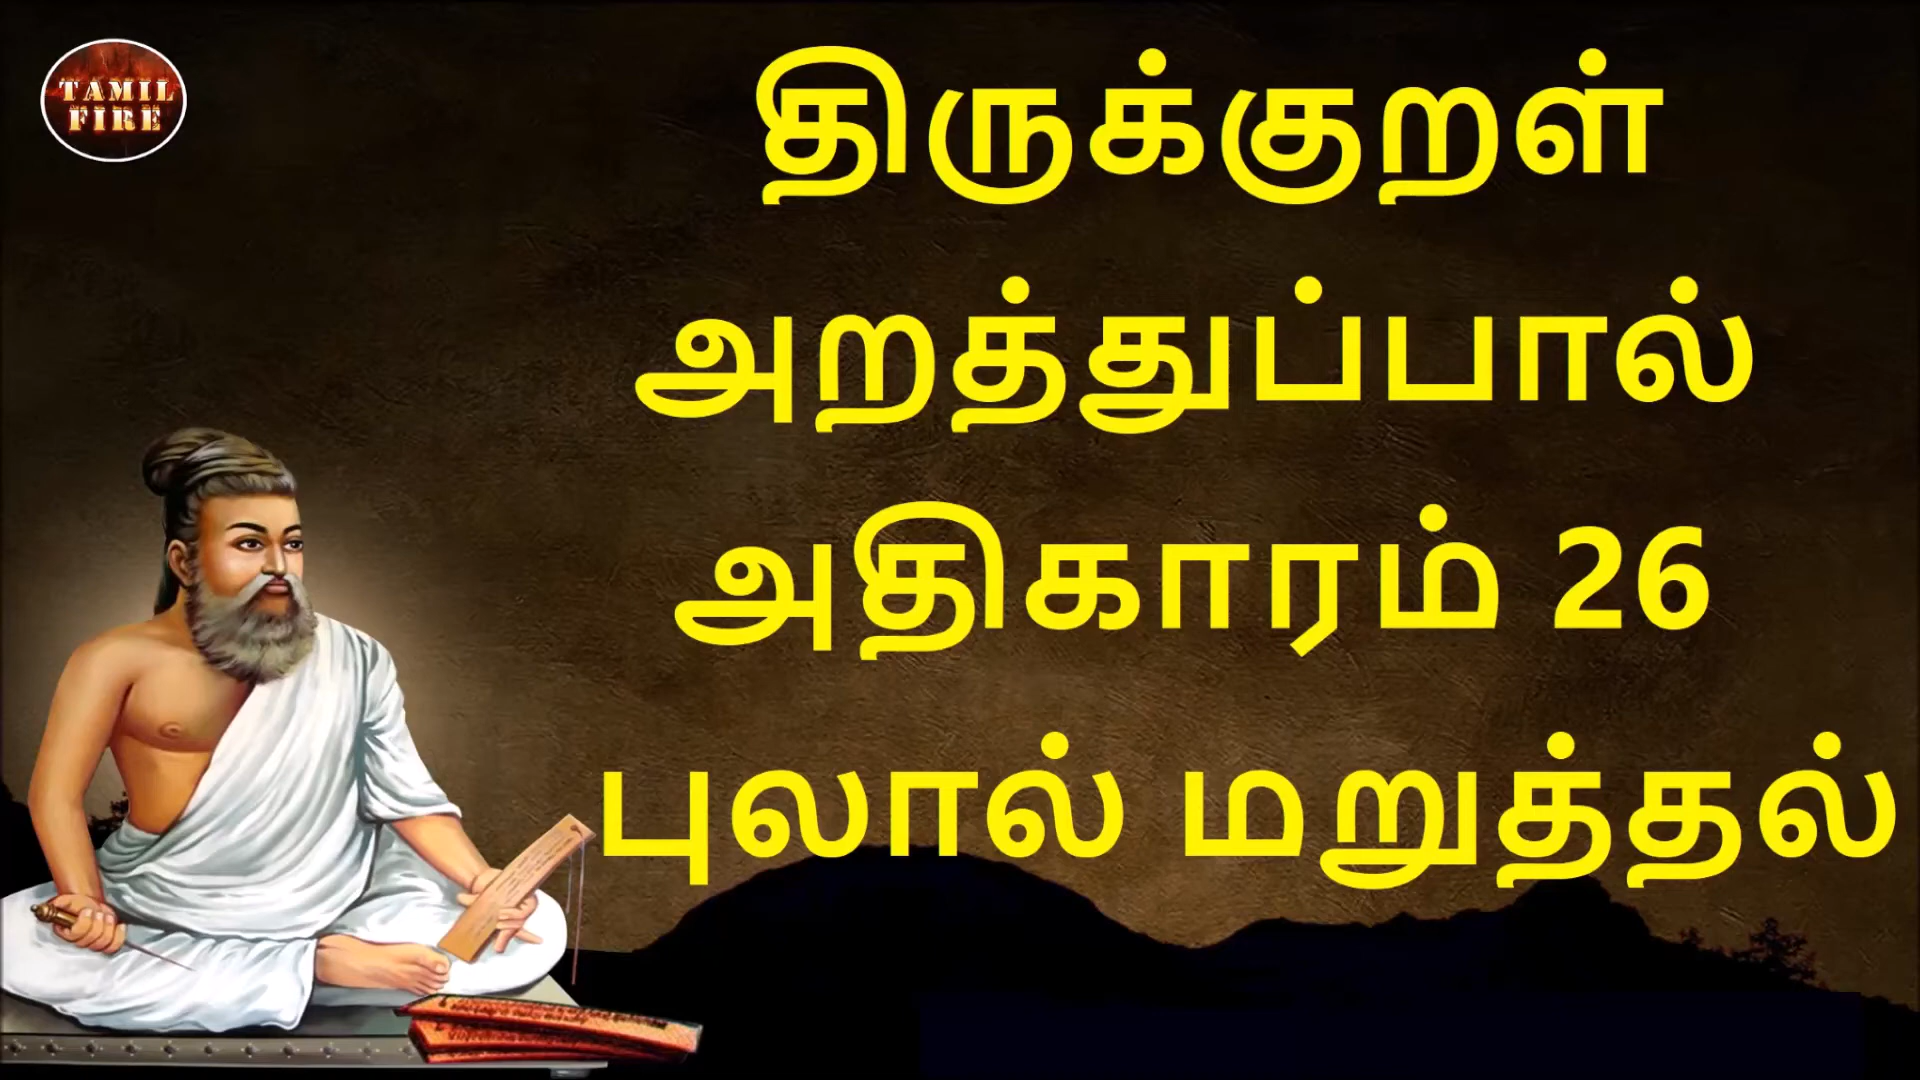 TAMIL
FIRE
திருக்குறள்
அறத்துப்பால்
அதிகாரம் 26
புலால் மறுத்தல்